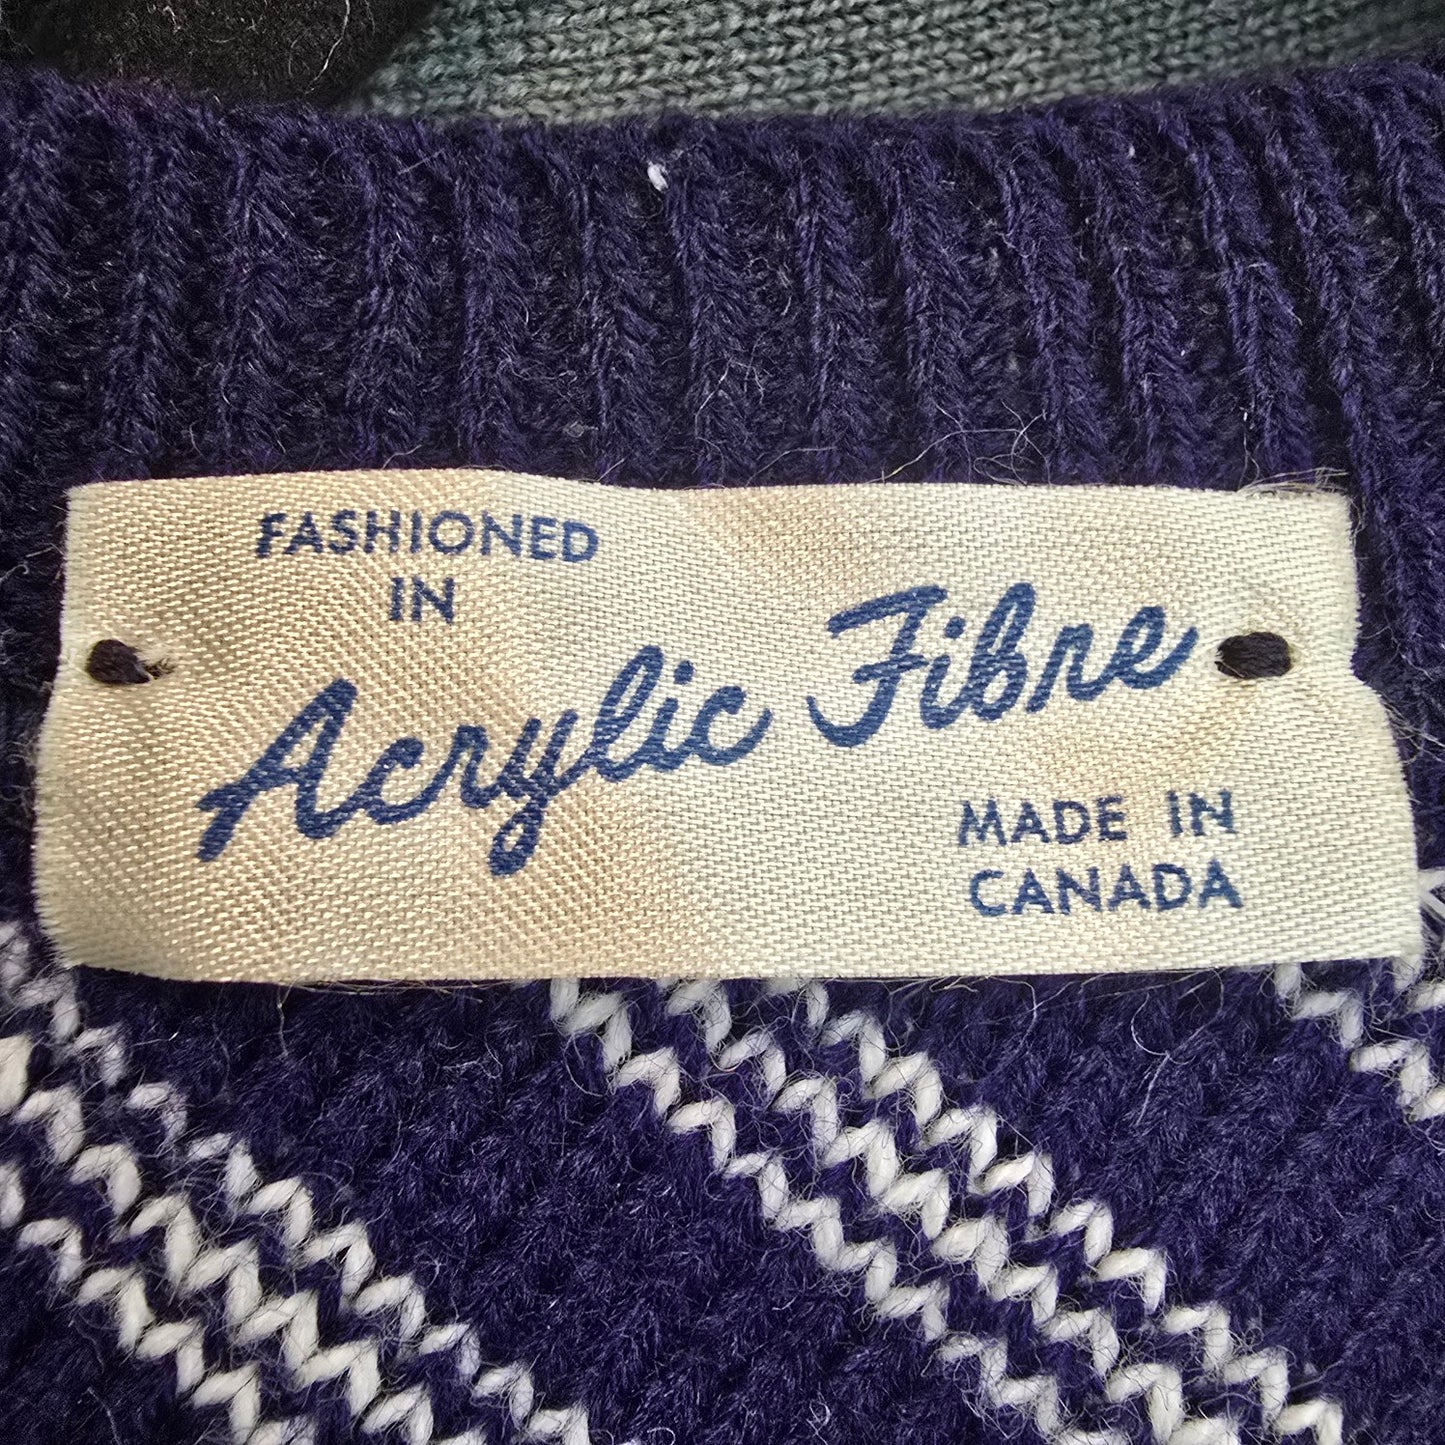 FASHIONED
IN
Acrylic Fibre
MADE IN
CANADA